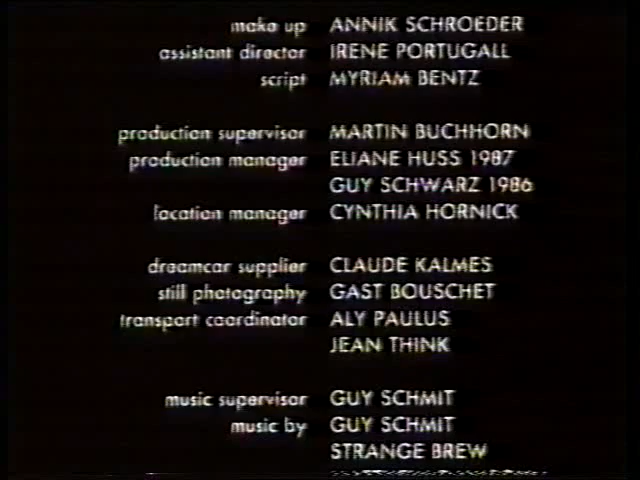 make up ANNIK SCHROEDER
assistant director IRENE PORTUGALL
script MYRIAM BENTZ
production supervisor MARTIN BUCHHORN
production manager ELIANE HUSS 1987
GUY SCHWARZ 1986
location manager CYNTHIA HORNICK
dreamcar supplier CLAUDE KALMES
still photography GAST BOUSCHET
transport coordinator ALY PAULUS
JEAN THINK
music supervisor GUY SCHMIT
music by GUY SCHMIT
STRANGE BREW